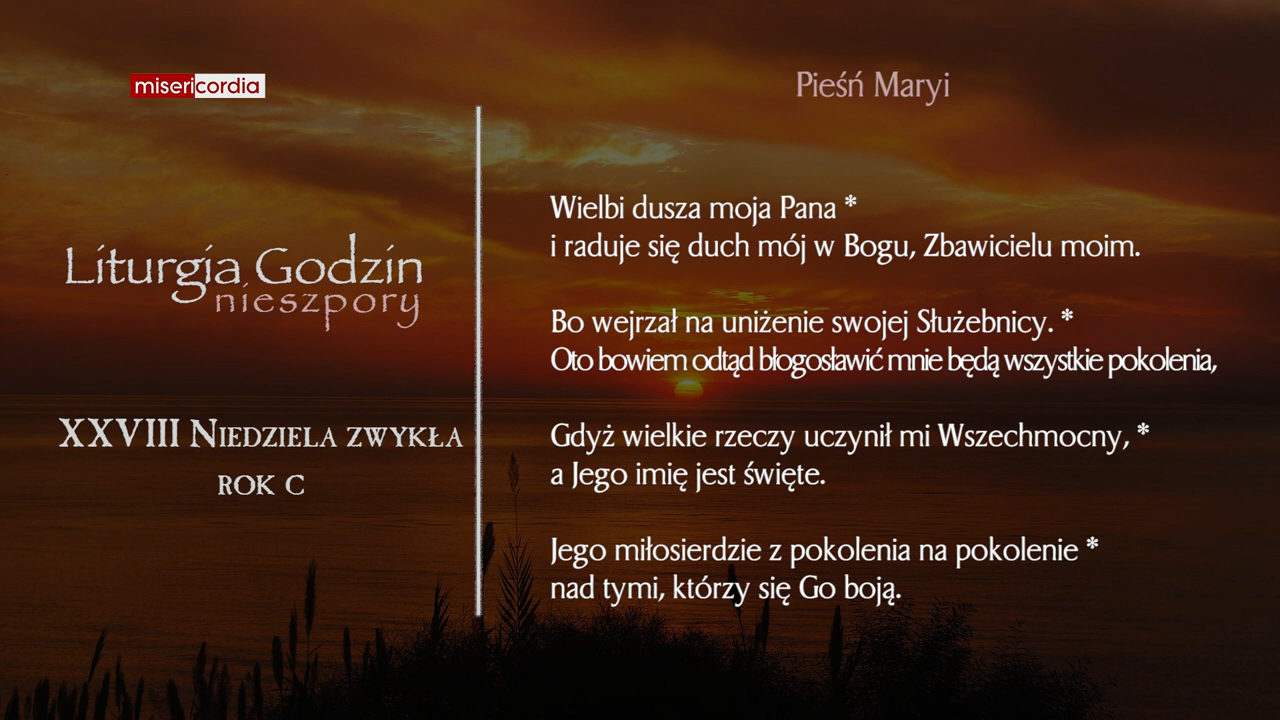 misericordia
Liturgia Godzin
nieszpory
XXVIII Niedziela zwykła
rok C
Pieśń Maryi
Wielbi dusza moja Pana *
i raduje się duch mój w Bogu, Zbawicielu moim.
Bo wejrzał na uniżenie swojej Służebnicy. *
Oto bowiem odtąd błogosławić mnie będą wszystkie pokolenia,
Gdyż wielkie rzeczy uczynił mi Wszechmocny, *
a Jego imię jest święte.
Jego miłosierdzie z pokolenia na pokolenie *
nad tymi, którzy się Go boją.